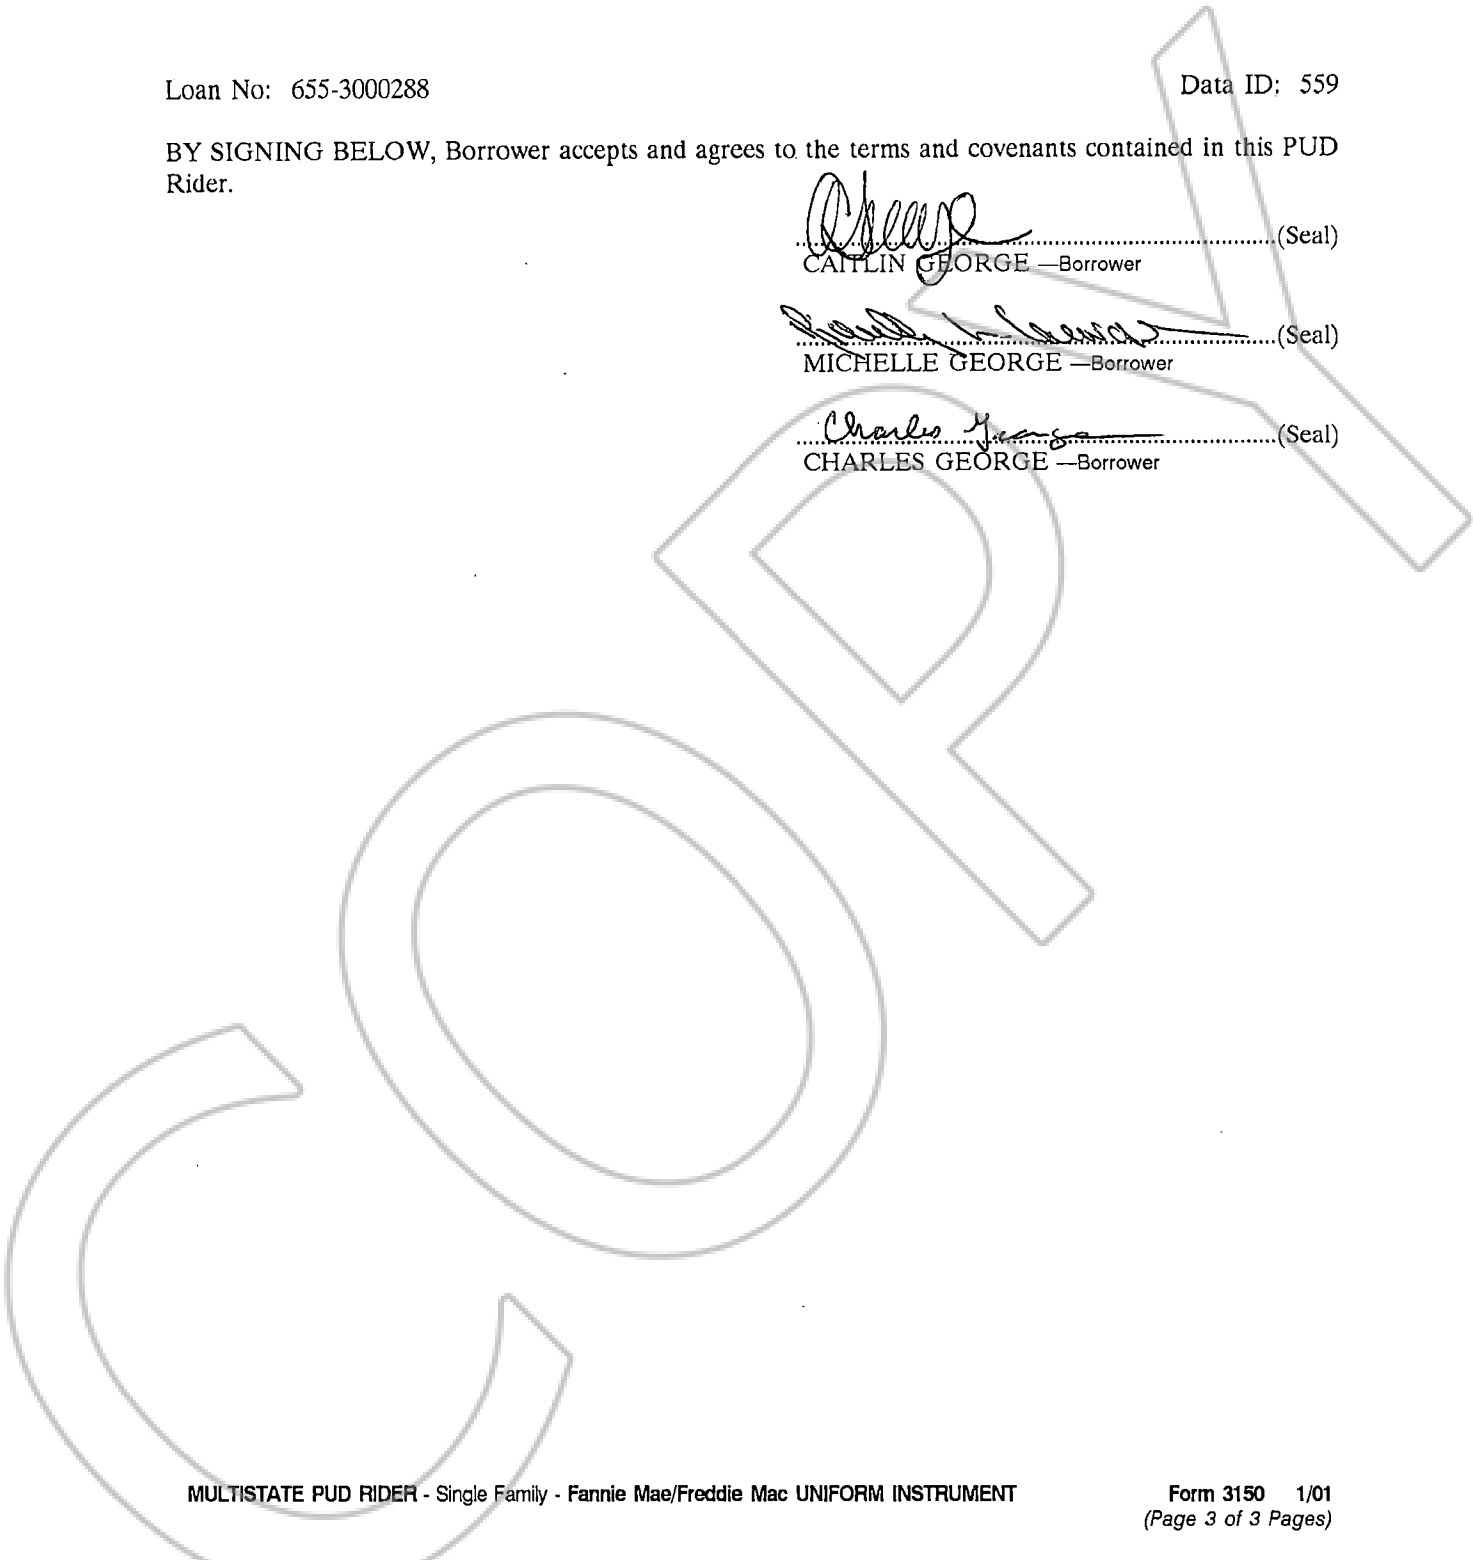 Loan No: 655-3000288 Data ID: 559
BY SIGNING BELOW, Borrower accepts and agrees to the terms and covenants contained in this PUD
Rider.
..........(Seal)
CAITLIN GEORGE —Borrower
..........(Seal)
MICHELLE GEORGE —Borrower
Charles George ..........(Seal)
CHARLES GEORGE —Borrower
COPY
MULTISTATE PUD RIDER - Single Family - Fannie Mae/Freddie Mac UNIFORM INSTRUMENT Form 3150 1/01
(Page 3 of 3 Pages)